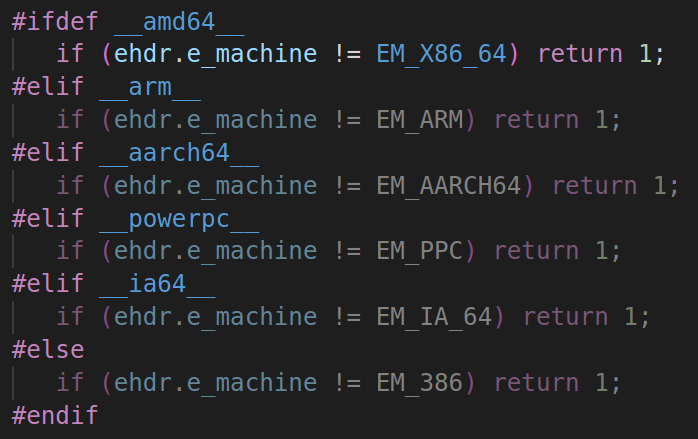 #ifdef __amd64__
if (ehdr.e_machine != EM_X86_64) return 1;
#elif __arm__
if (ehdr.e_machine != EM_ARM) return 1;
#elif __aarch64__
if (ehdr.e_machine != EM_AARCH64) return 1;
#elif __powerpc__
if (ehdr.e_machine != EM_PPC) return 1;
#elif __ia64__
if (ehdr.e_machine != EM_IA_64) return 1;
#else
if (ehdr.e_machine != EM_386) return 1;
#endif